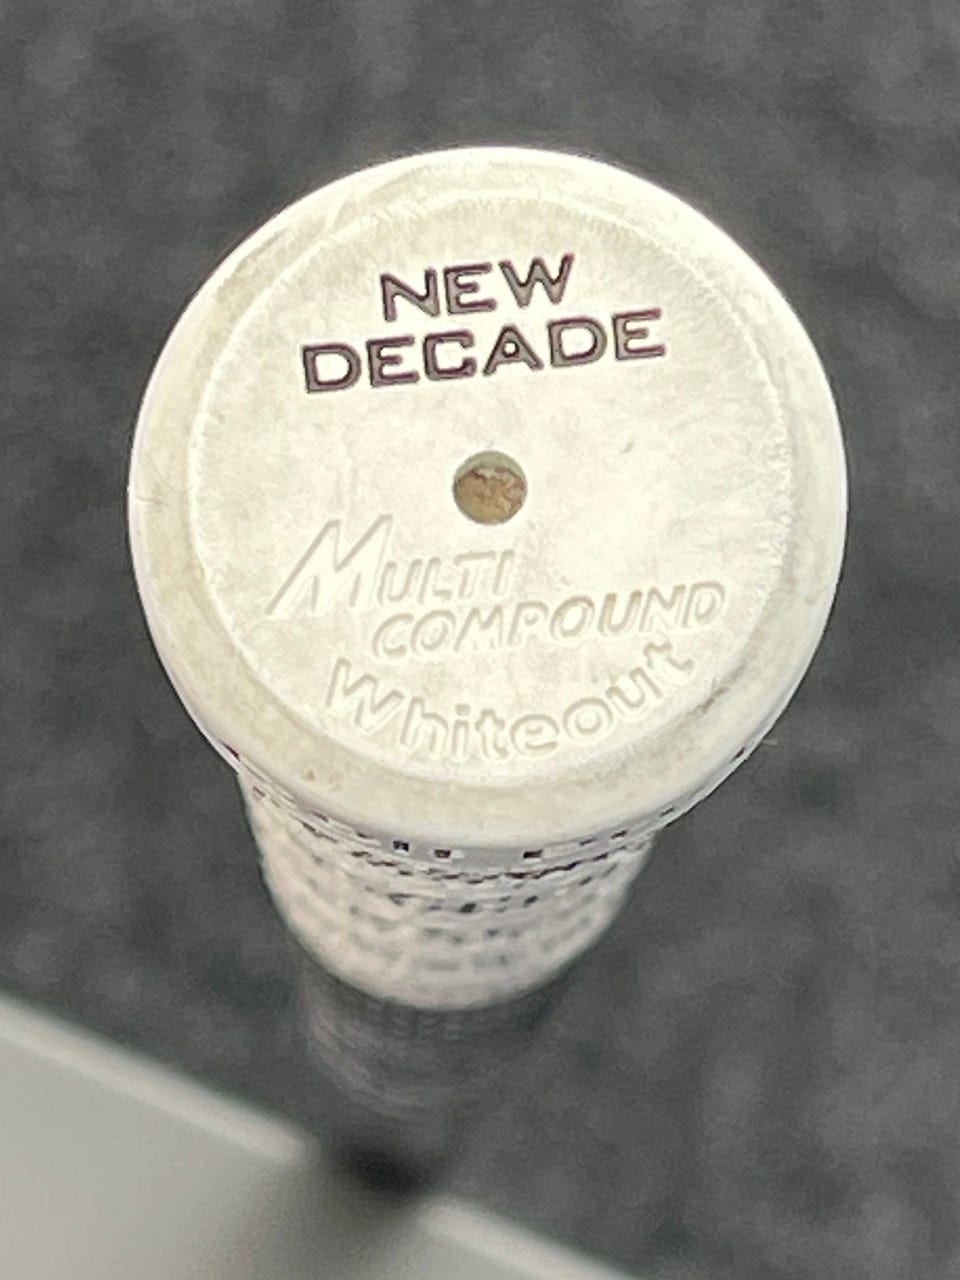 NEW
DECADE
MULTI
COMPOUND
Whiteout